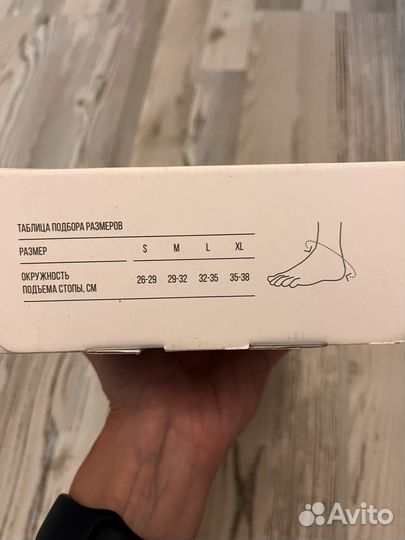 ТАБЛИЦА ПОДБОРА РАЗМЕРОВ
РАЗМЕР S M L XL
ОКРУЖНОСТЬ
ПОДЪЕМА СТОПЫ, СМ 26-29 29-32 32-35 35-38
Avito